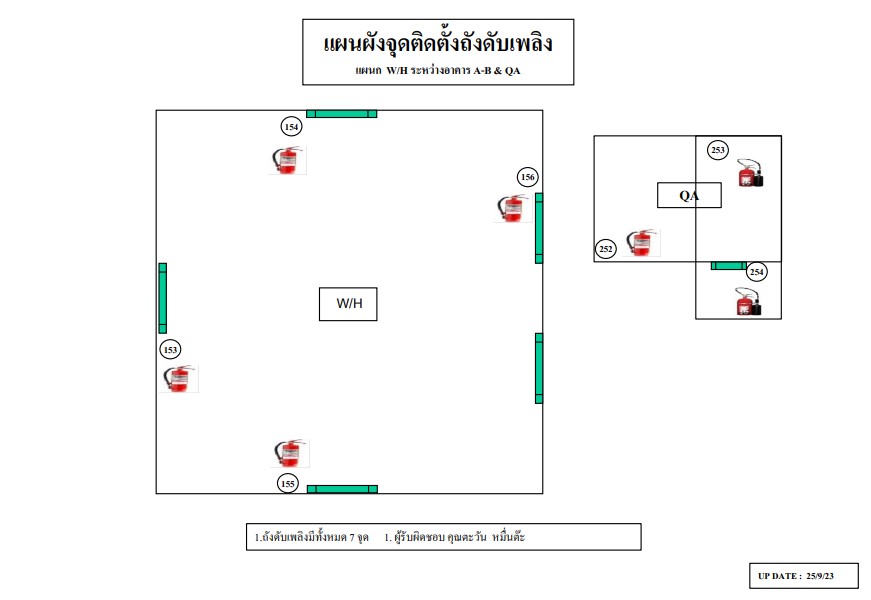 แผนผังจุดติดตั้งถังดับเพลิง
แผนก W/H ระหว่างอาคาร A-B & QA
154
253
156
QA
252
254
W/H
153
155
1.ถังดับเพลิงมีทั้งหมด 7 จุด 1. ผู้รับผิดชอบ คุณตะวัน หมื่นต๊ะ
UP DATE : 25/9/23